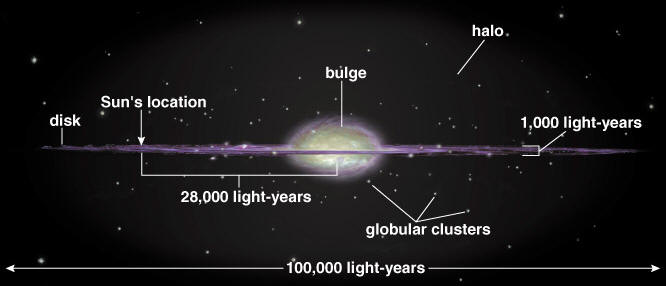 halo
bulge
Sun's location
disk
1,000 light-years
28,000 light-years
globular clusters
100,000 light-years